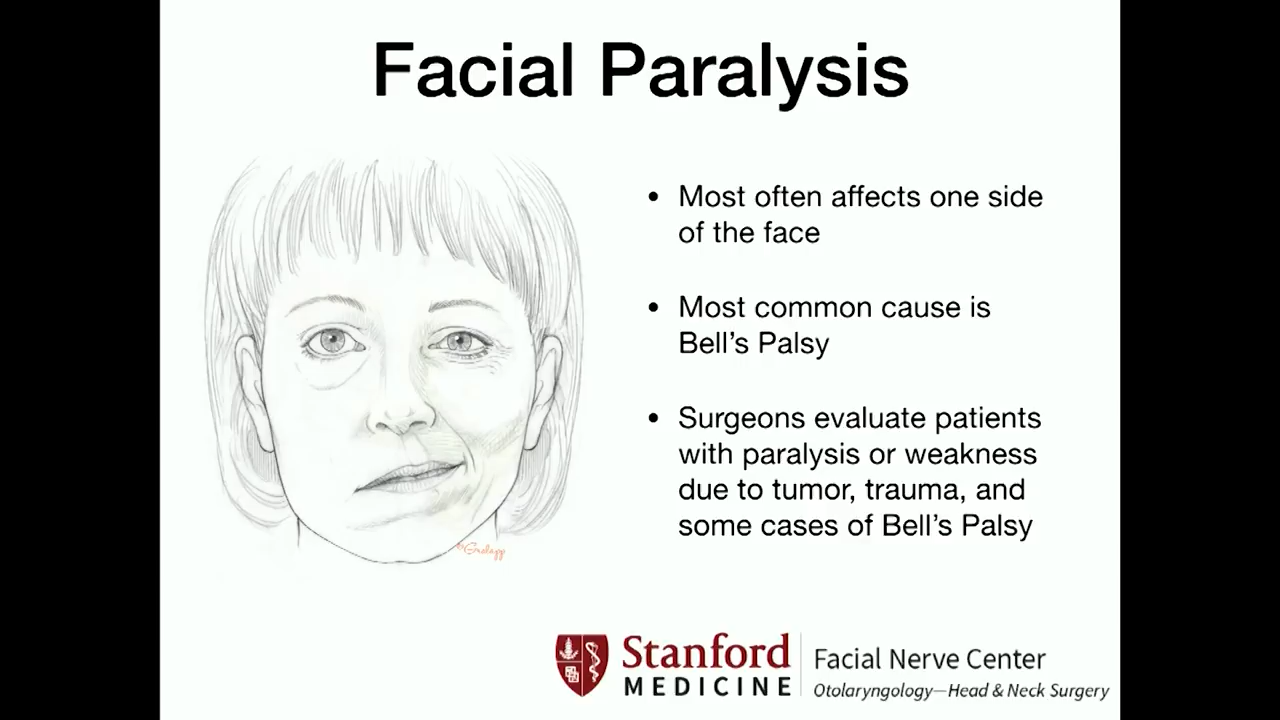 Facial Paralysis
• Most often affects one side
of the face
• Most common cause is
Bell’s Palsy
• Surgeons evaluate patients
with paralysis or weakness
due to tumor, trauma, and
some cases of Bell’s Palsy
Stanford
MEDICINE
Facial Nerve Center
Otolaryngology—Head & Neck Surgery